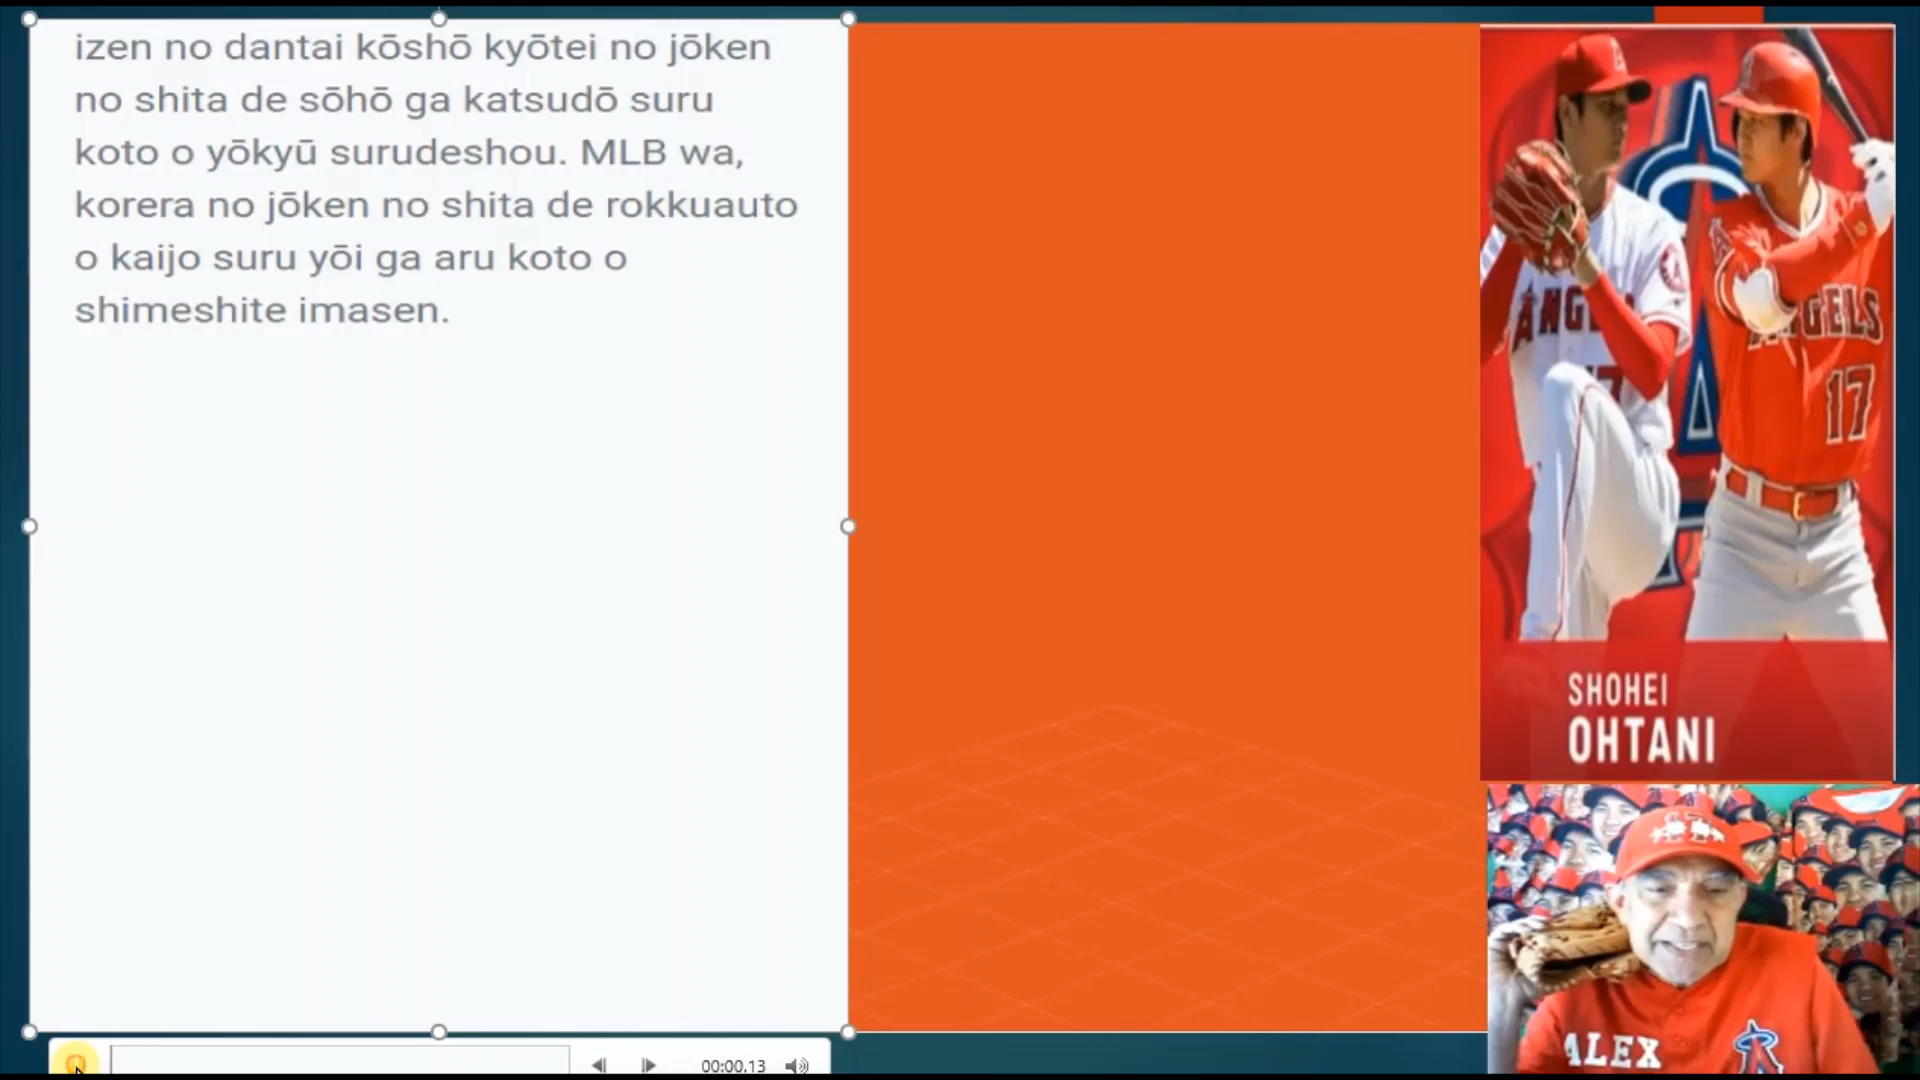 izen no dantai kōshō kyōtei no jōken
no shita de sōhō ga katsudō suru
koto o yōkyū surudeshou. MLB wa,
korera no jōken no shita de rokkuauto
o kaijo suru yōi ga aru koto o
shimeshite imasen.
ANGELS
17
SHOHEI
OHTANI
ALEX
00:00.13